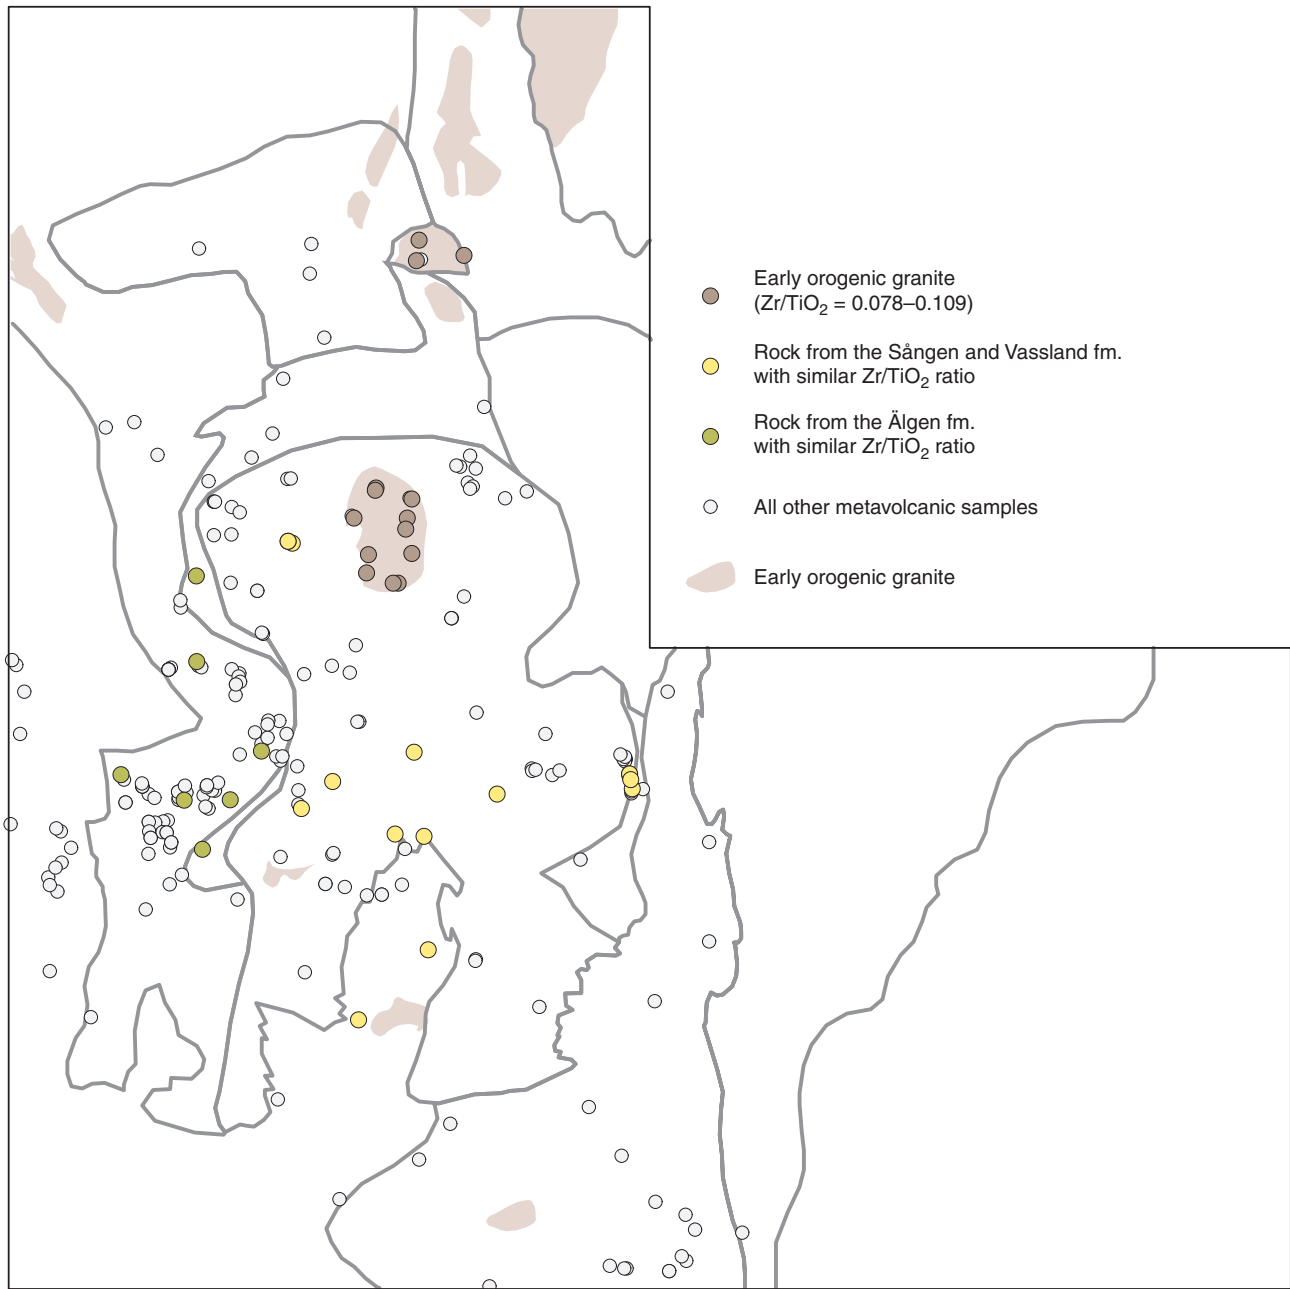 Early orogenic granite
(Zr/TiO₂ = 0.078–0.109)
Rock from the Sången and Vassland fm.
with similar Zr/TiO₂ ratio
Rock from the Älgen fm.
with similar Zr/TiO₂ ratio
All other metavolcanic samples
Early orogenic granite